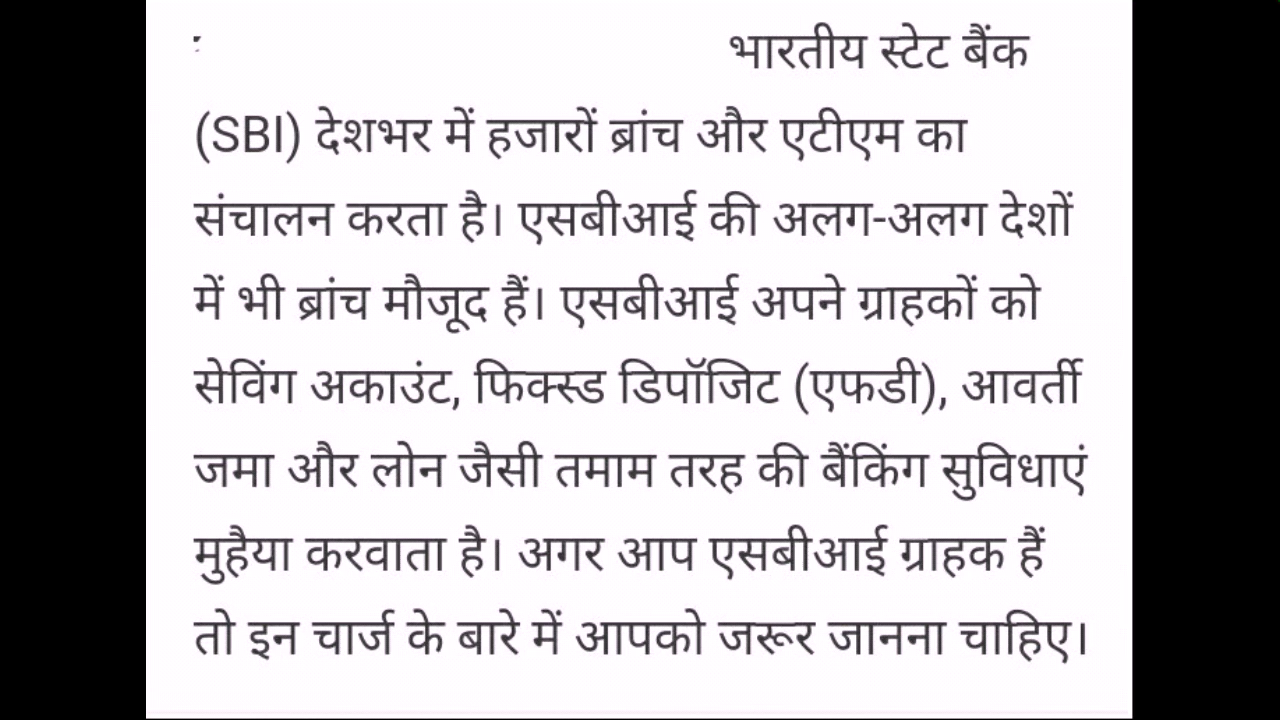 भारतीय स्टेट बैंक
(SBI) देशभर में हजारों ब्रांच और एटीएम का
संचालन करता है। एसबीआई की अलग-अलग देशों
में भी ब्रांच मौजूद हैं। एसबीआई अपने ग्राहकों को
सेविंग अकाउंट, फिक्स्ड डिपॉजिट (एफडी), आवर्ती
जमा और लोन जैसी तमाम तरह की बैंकिंग सुविधाएं
मुहैया करवाता है। अगर आप एसबीआई ग्राहक हैं
तो इन चार्ज के बारे में आपको जरूर जानना चाहिए।